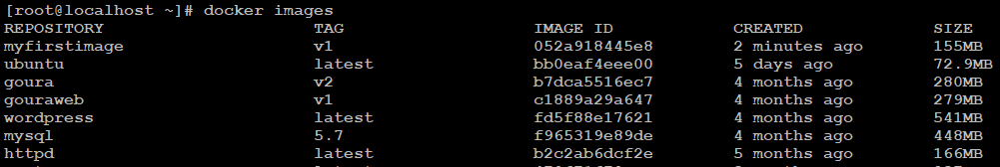 [root@localhost ~]# docker images
REPOSITORY TAG IMAGE ID CREATED SIZE
myfirstimage v1 052a918445e8 2 minutes ago 155MB
ubuntu latest bb0eaf4eee00 5 days ago 72.9MB
goura v2 b7dca5516ec7 4 months ago 280MB
gouraweb v1 c1889a29a647 4 months ago 279MB
wordpress latest fd5f88e17621 4 months ago 541MB
mysql 5.7 f965319e89de 4 months ago 448MB
httpd latest b2c2ab6dcf2e 5 months ago 166MB